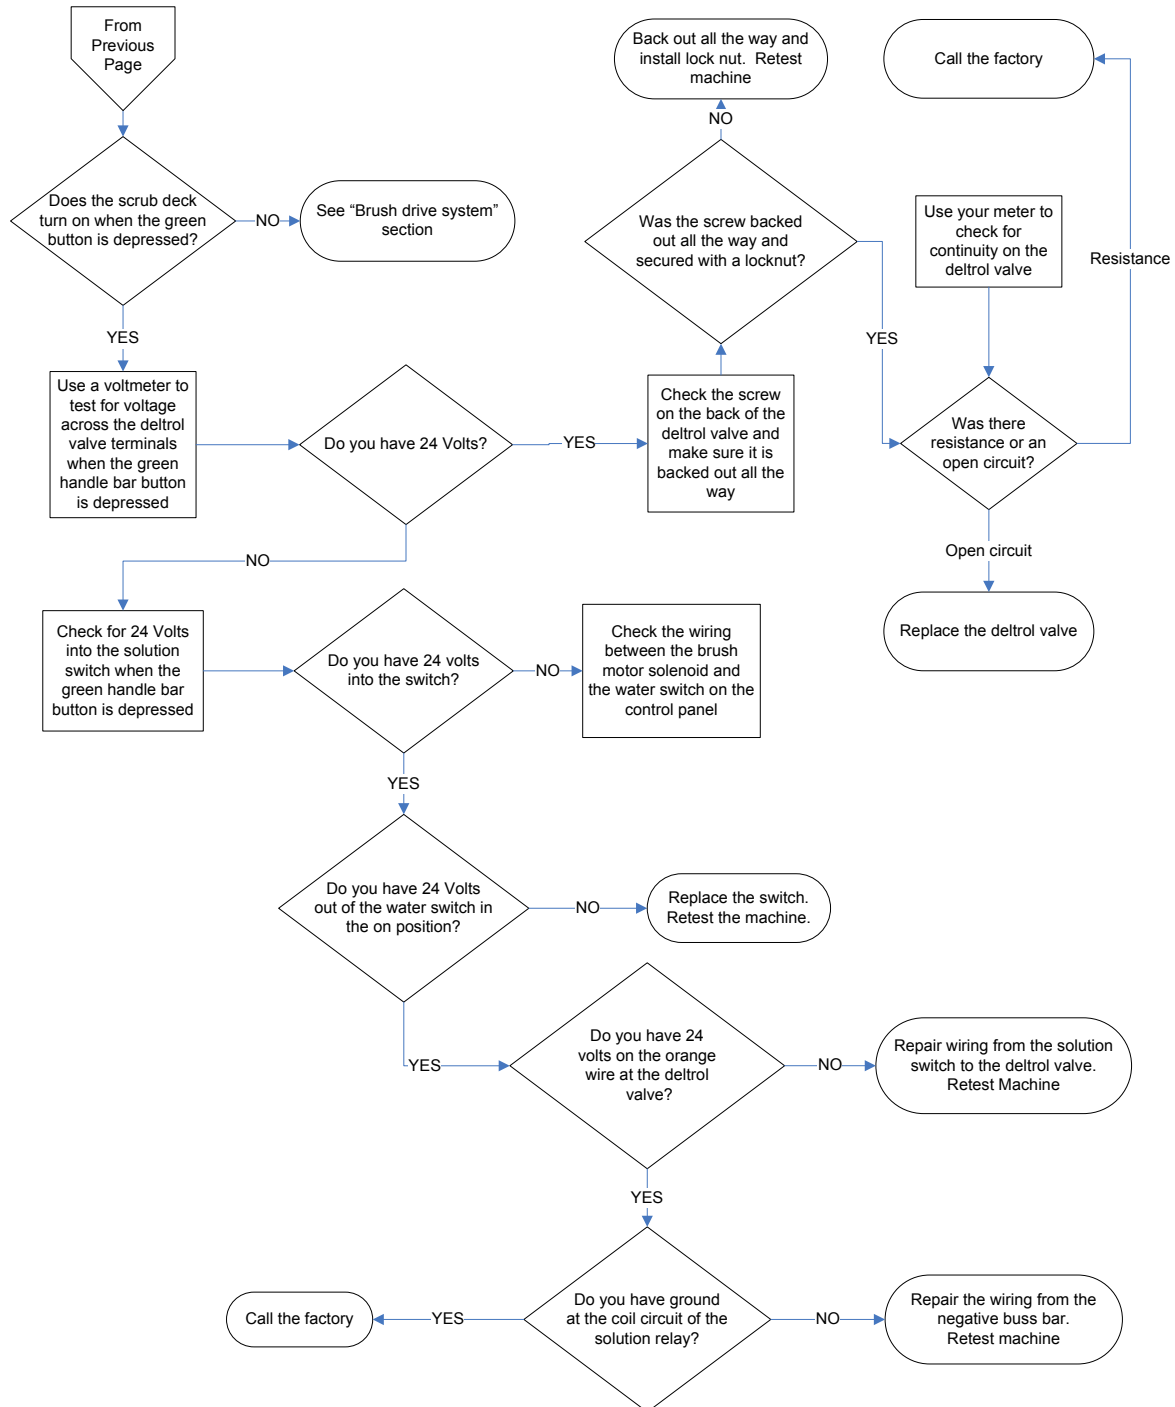 From
Previous
Page
Does the scrub deck
turn on when the green
button is depressed?
NO
See “Brush drive system”
section
YES
Use a voltmeter to
test for voltage
across the deltrol
valve terminals
when the green
handle bar button
is depressed
Do you have 24 Volts?
YES
Check the screw
on the back of the
deltrol valve and
make sure it is
backed out all the
way
Was the screw backed
out all the way and
secured with a locknut?
NO
Back out all the way and
install lock nut.  Retest
machine
YES
Use your meter to
check for
continuity on the
deltrol valve
Was there
resistance or an
open circuit?
Resistance
Call the factory
Open circuit
Replace the deltrol valve
NO
Check for 24 Volts
into the solution
switch when the
green handle bar
button is depressed
Do you have 24 volts
into the switch?
NO
Check the wiring
between the brush
motor solenoid and
the water switch on the
control panel
YES
Do you have 24 Volts
out of the water switch in
the on position?
NO
Replace the switch.
Retest the machine.
YES
Do you have 24
volts on the orange
wire at the deltrol
valve?
NO
Repair wiring from the solution
switch to the deltrol valve.
Retest Machine
YES
Do you have ground
at the coil circuit of the
solution relay?
YES
Call the factory
NO
Repair the wiring from the
negative buss bar.
Retest machine